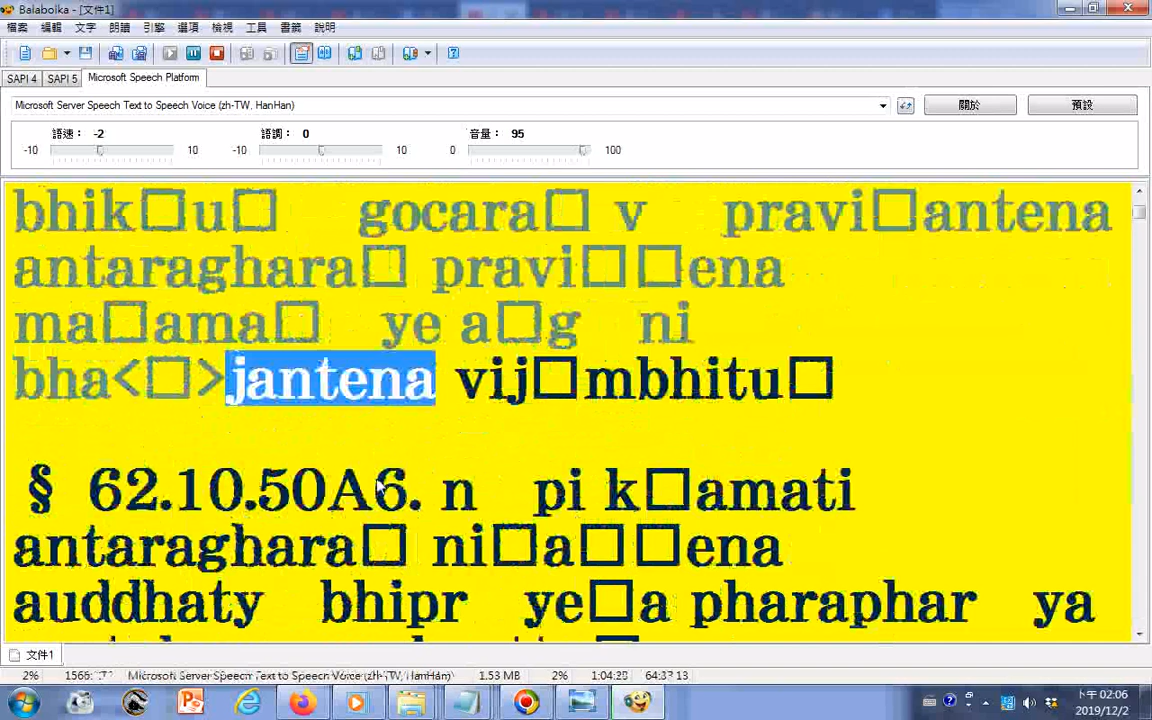 Balabolka - [文件1]
檔案 編輯 文字 朗讀 引擎 選項 檢視 工具 書籤 說明
SAPI 4 SAPI 5 Microsoft Speech Platform
Microsoft Server Speech Text to Speech Voice (zh-TW, HanHan) 關於 預設
語速： -2 語調： 0 音量： 95
-10 10 -10 10 0 100
bhik□u□ gocara□ v pravi□antena
antaraghara□ pravi□□ena
ma□ama□ ye a□g ni
bha<□>jantena vij□mbhitu□
§ 62.10.50A6. n pi k□amati
antaraghara□ ni□a□□ena
auddhaty bhipr ye□a pharaphar ya
文件1
2% Microsoft Server Speech Text to Speech Voice (zh-TW, HanHan) 1.53 MB 2% 1:04:28
下午 02:06
2019/12/2